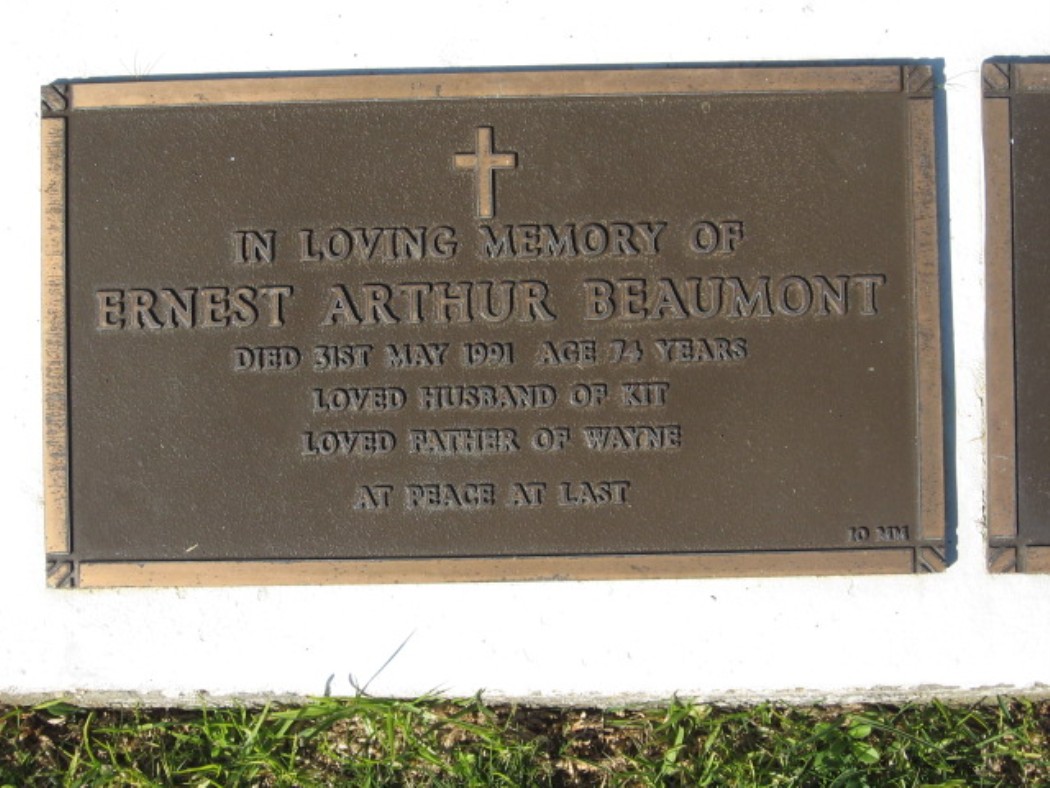 IN LOVING MEMORY OF
ERNEST ARTHUR BEAUMONT
DIED 31ST MAY 1991 AGE 74 YEARS
LOVED HUSBAND OF KIT
LOVED FATHER OF WAYNE
AT PEACE AT LAST
10 MM